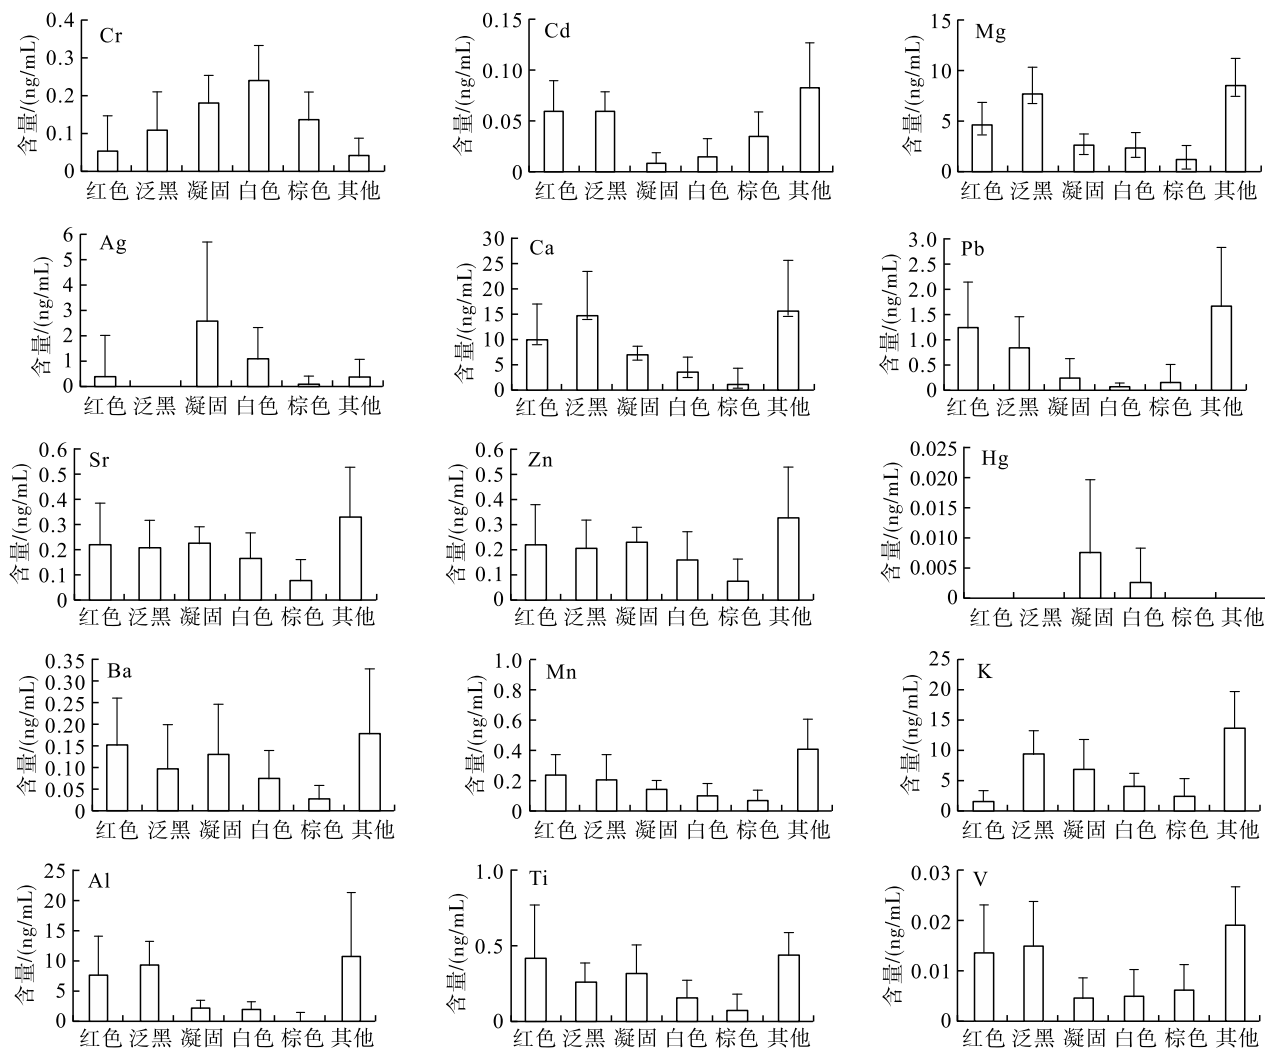 Cr
含量/(ng/mL)
0.4
0.3
0.2
0.1
0
红色 泛黑 凝固 白色 棕色 其他
Cd
含量/(ng/mL)
0.15
0.10
0.05
0
红色 泛黑 凝固 白色 棕色 其他
Mg
含量/(ng/mL)
15
10
5
0
红色 泛黑 凝固 白色 棕色 其他
Ag
含量/(ng/mL)
6
5
4
3
2
1
0
红色 泛黑 凝固 白色 棕色 其他
Ca
含量/(ng/mL)
30
25
20
15
10
5
0
红色 泛黑 凝固 白色 棕色 其他
Pb
含量/(ng/mL)
3.0
2.5
2.0
1.5
1.0
0.5
0
红色 泛黑 凝固 白色 棕色 其他
Sr
含量/(ng/mL)
0.6
0.5
0.4
0.3
0.2
0.1
0
红色 泛黑 凝固 白色 棕色 其他
Zn
含量/(ng/mL)
0.6
0.5
0.4
0.3
0.2
0.1
0
红色 泛黑 凝固 白色 棕色 其他
Hg
含量/(ng/mL)
0.025
0.020
0.015
0.010
0.005
0
红色 泛黑 凝固 白色 棕色 其他
Ba
含量/(ng/mL)
0.35
0.30
0.25
0.20
0.15
0.10
0.05
0
红色 泛黑 凝固 白色 棕色 其他
Mn
含量/(ng/mL)
1.0
0.8
0.6
0.4
0.2
0
红色 泛黑 凝固 白色 棕色 其他
K
含量/(ng/mL)
25
20
15
10
5
0
红色 泛黑 凝固 白色 棕色 其他
Al
含量/(ng/mL)
25
20
15
10
5
0
红色 泛黑 凝固 白色 棕色 其他
Ti
含量/(ng/mL)
1.0
0.5
0
红色 泛黑 凝固 白色 棕色 其他
V
含量/(ng/mL)
0.03
0.02
0.01
0
红色 泛黑 凝固 白色 棕色 其他